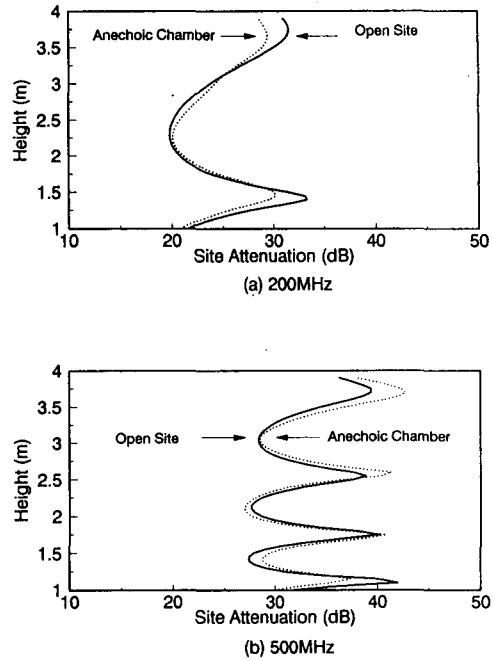 4
3.5
3
2.5
2
1.5
1
Height (m)
Anechoic Chamber
Open Site
10 20 30 40 50
Site Attenuation (dB)
(a) 200MHz
4
3.5
3
2.5
2
1.5
1
Height (m)
Open Site
Anechoic Chamber
10 20 30 40 50
Site Attenuation (dB)
(b) 500MHz